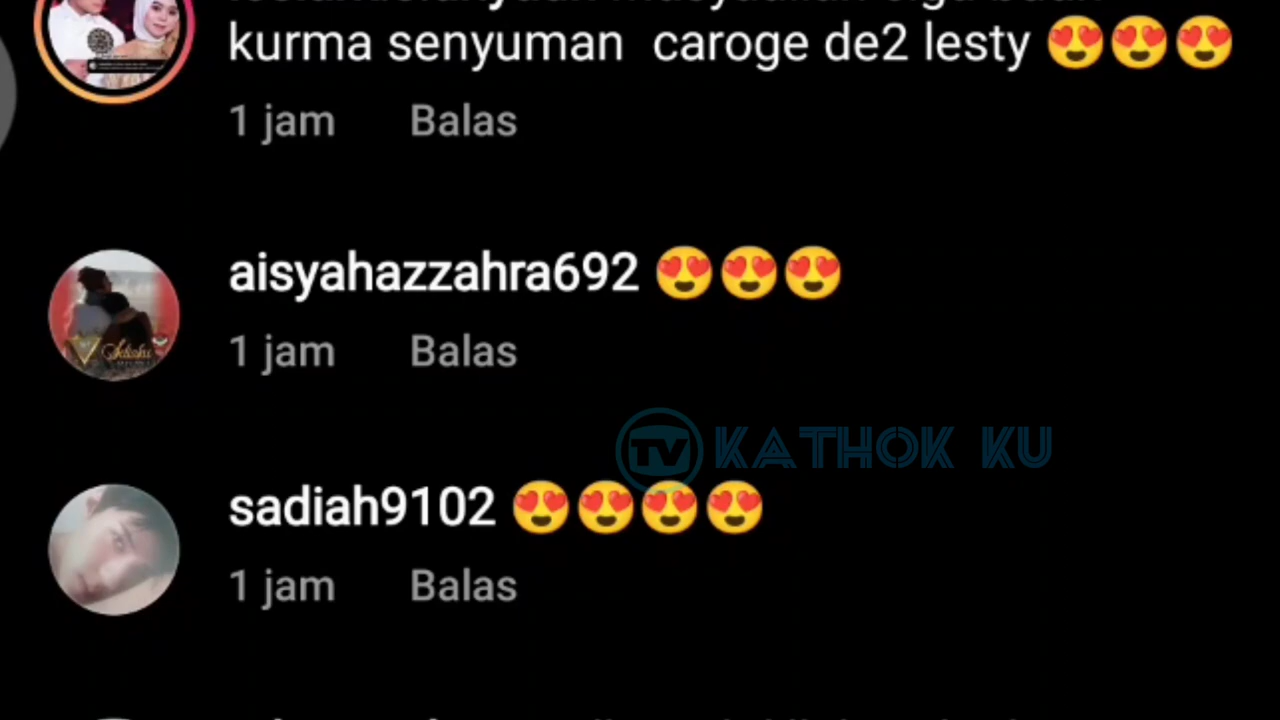 kurma senyuman caroge de2 lesty 😍😍😍
1 jam Balas
aisyahazzahra692 😍😍😍
1 jam Balas
TV KATHOK KU
sadiah9102 😍😍😍😍
1 jam Balas